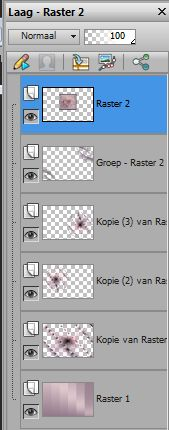 Laag - Raster 2
Normaal
100
Raster 2
Groep - Raster 2
Kopie (3) van Ras
Kopie (2) van Ras
Kopie van Raster
Raster 1